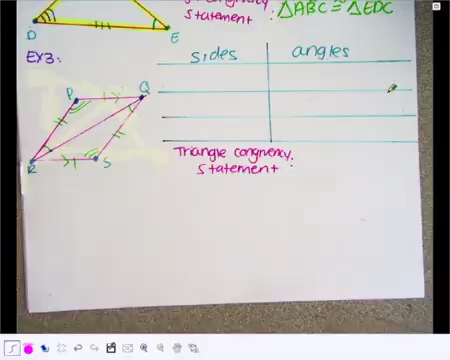 Statement : △ABC ≅ △EDC
D
E
Ex3:
sides angles
P
Q
R
S
Triangle congruency
Statement :